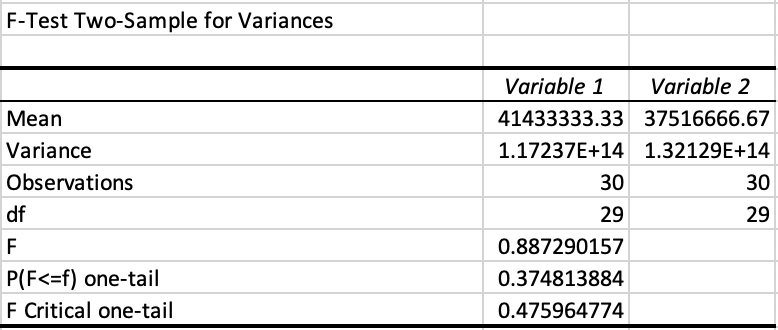 F-Test Two-Sample for Variances
Variable 1 Variable 2
Mean 41433333.33 37516666.67
Variance 1.17237E+14 1.32129E+14
Observations 30 30
df 29 29
F 0.887290157
P(F<=f) one-tail 0.374813884
F Critical one-tail 0.475964774